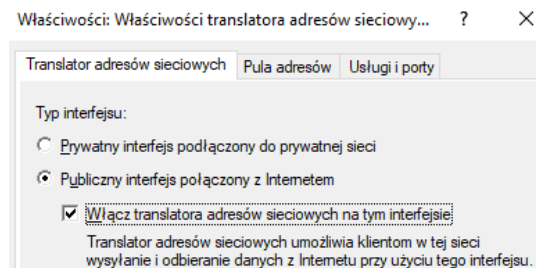 Właściwości: Właściwości translatora adresów sieciowy... ? ✕
Translator adresów sieciowych Pula adresów Usługi i porty
Typ interfejsu:
Prywatny interfejs podłączony do prywatnej sieci
Publiczny interfejs połączony z Internetem
Włącz translatora adresów sieciowych na tym interfejsie
Translator adresów sieciowych umożliwia klientom w tej sieci
wysyłanie i odbieranie danych z Internetu przy użyciu tego interfejsu.